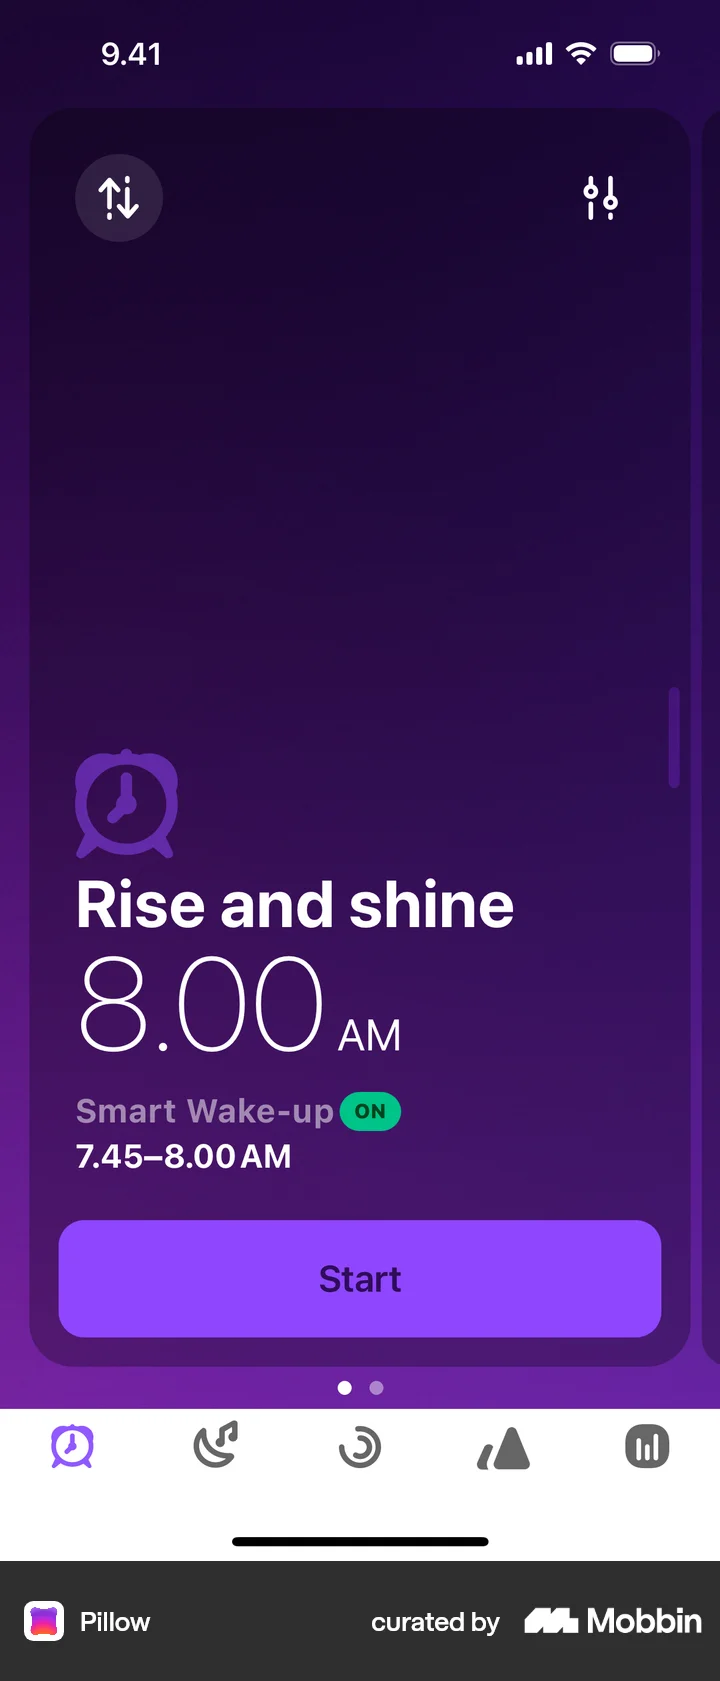 9.41
Rise and shine
8.00 AM
Smart Wake-up ON
7.45–8.00 AM
Start
Pillow
curated by Mobbin